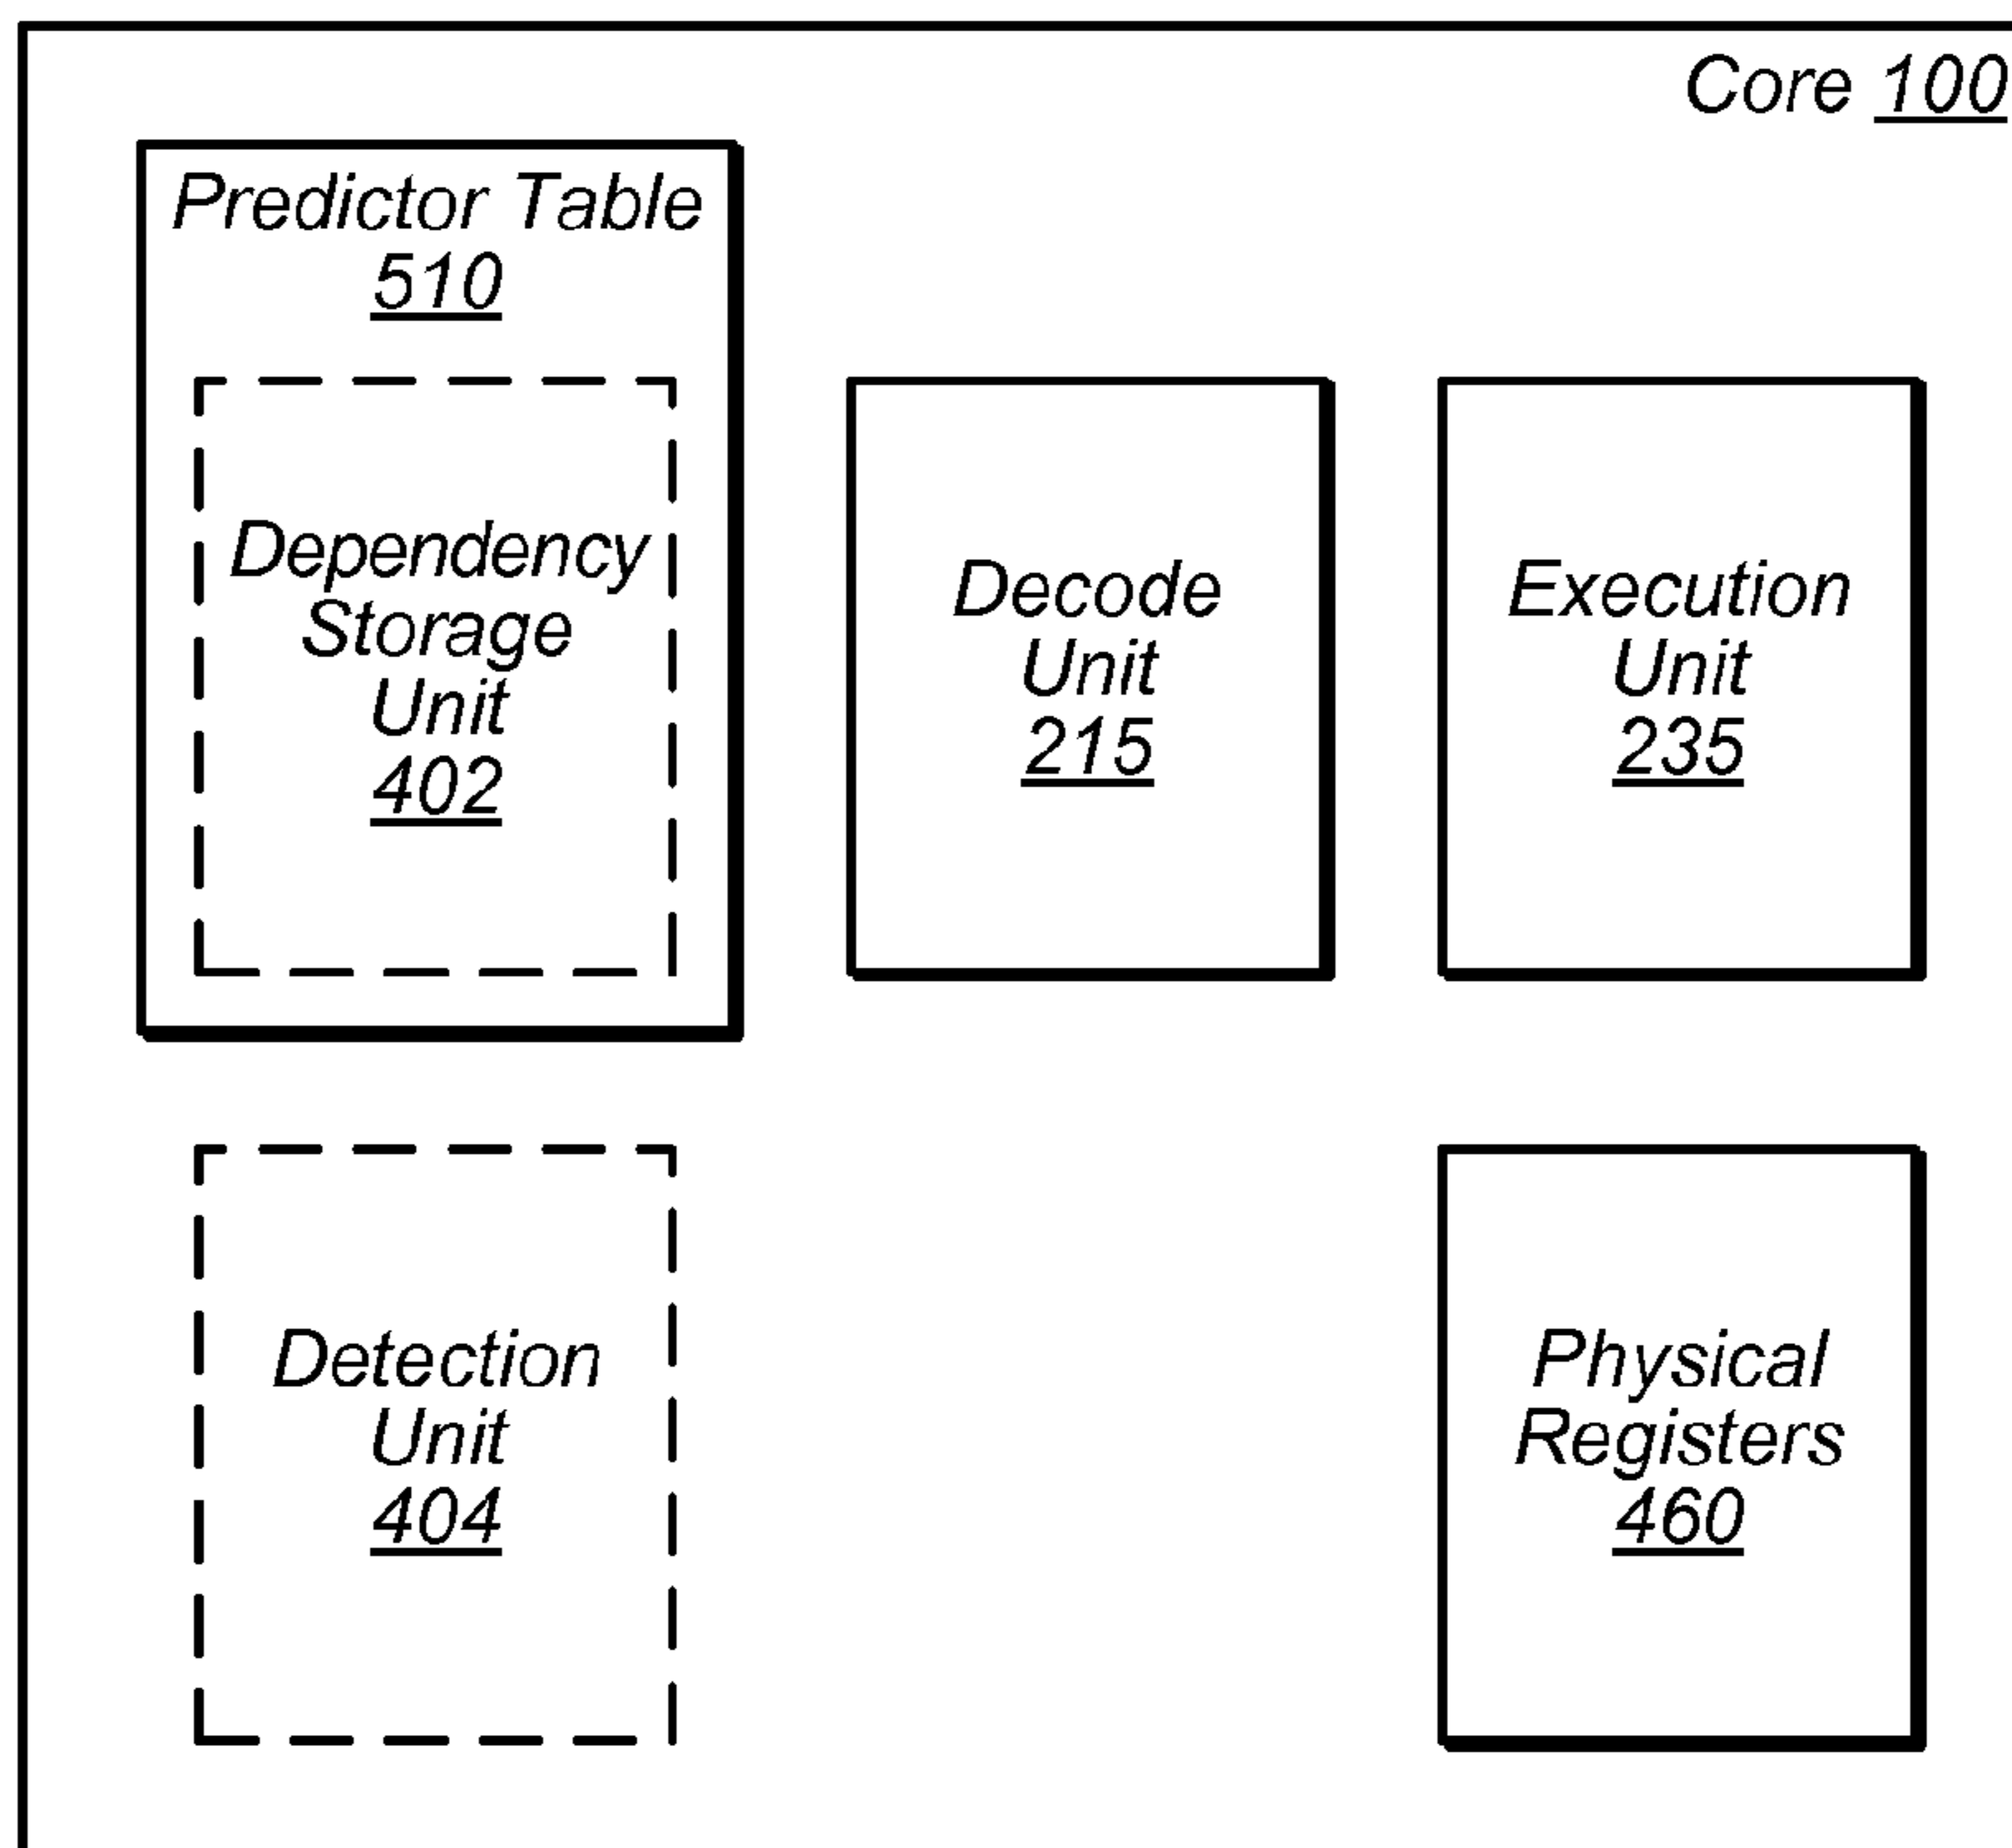 Core 100
Predictor Table
510
Dependency
Storage
Unit
402
Decode
Unit
215
Execution
Unit
235
Detection
Unit
404
Physical
Registers
460